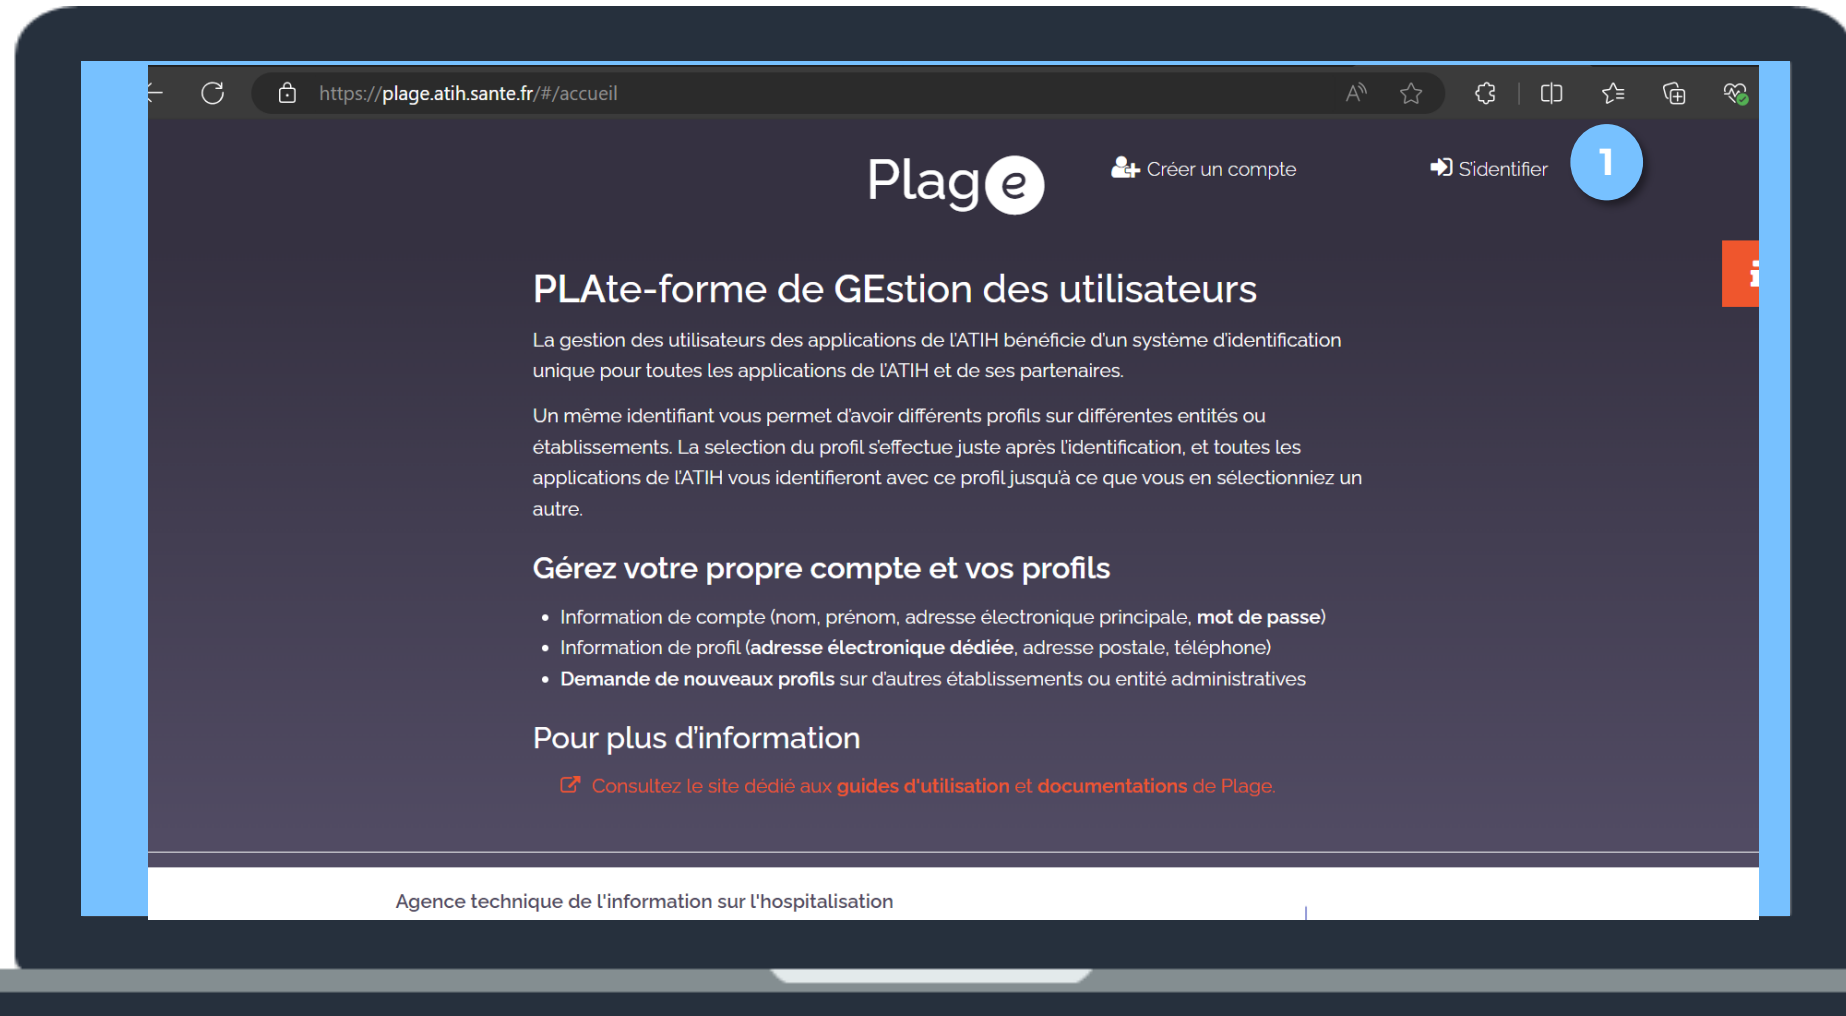 https://plage.atih.sante.fr/#/accueil
Plage
Créer un compte
S'identifier
1
PLAte-forme de GEstion des utilisateurs
La gestion des utilisateurs des applications de l'ATIH bénéficie d'un système d'identification
unique pour toutes les applications de l'ATIH et de ses partenaires.
Un même identifiant vous permet d'avoir différents profils sur différentes entités ou
établissements. La selection du profil s'effectue juste après l'identification, et toutes les
applications de l'ATIH vous identifieront avec ce profil jusqu'à ce que vous en sélectionniez un
autre.
Gérez votre propre compte et vos profils
• Information de compte (nom, prénom, adresse électronique principale, mot de passe)
• Information de profil (adresse électronique dédiée, adresse postale, téléphone)
• Demande de nouveaux profils sur d'autres établissements ou entité administratives
Pour plus d'information
Consultez le site dédié aux guides d'utilisation et documentations de Plage.
Agence technique de l'information sur l'hospitalisation